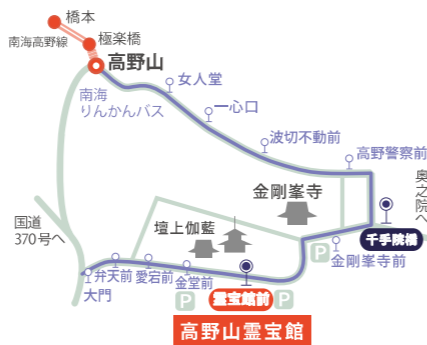 橋本
南海高野線
極楽橋
高野山
南海
りんかんバス
女人堂
一心口
波切不動前
高野警察前
奥之院へ
金剛峯寺
壇上伽藍
千手院橋
国道
370号へ
P
金剛峯寺前
弁天前
愛宕前
金堂前
大門
P
霊宝館前
P
高野山霊宝館